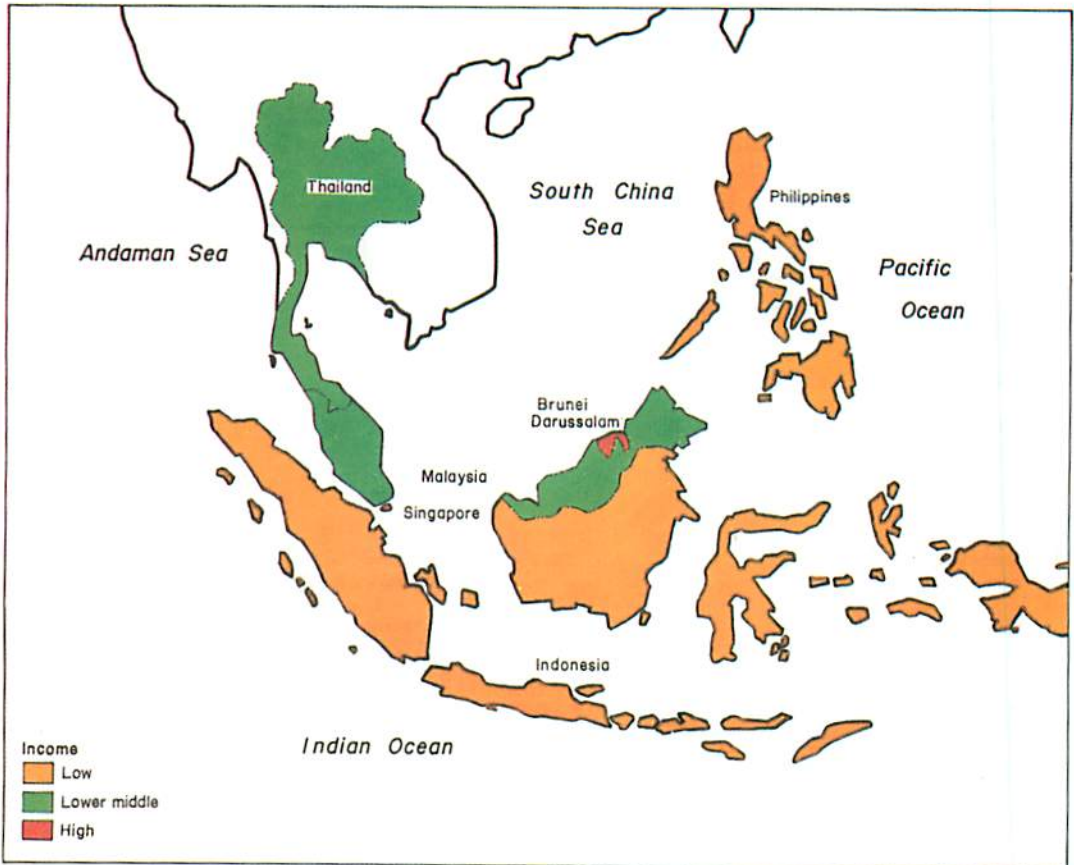 Thailand
South China
Sea
Philippines
Andaman Sea
Pacific
Ocean
Brunei
Darussalam
Malaysia
Singapore
Indonesia
Indian Ocean
Income
Low
Lower middle
High